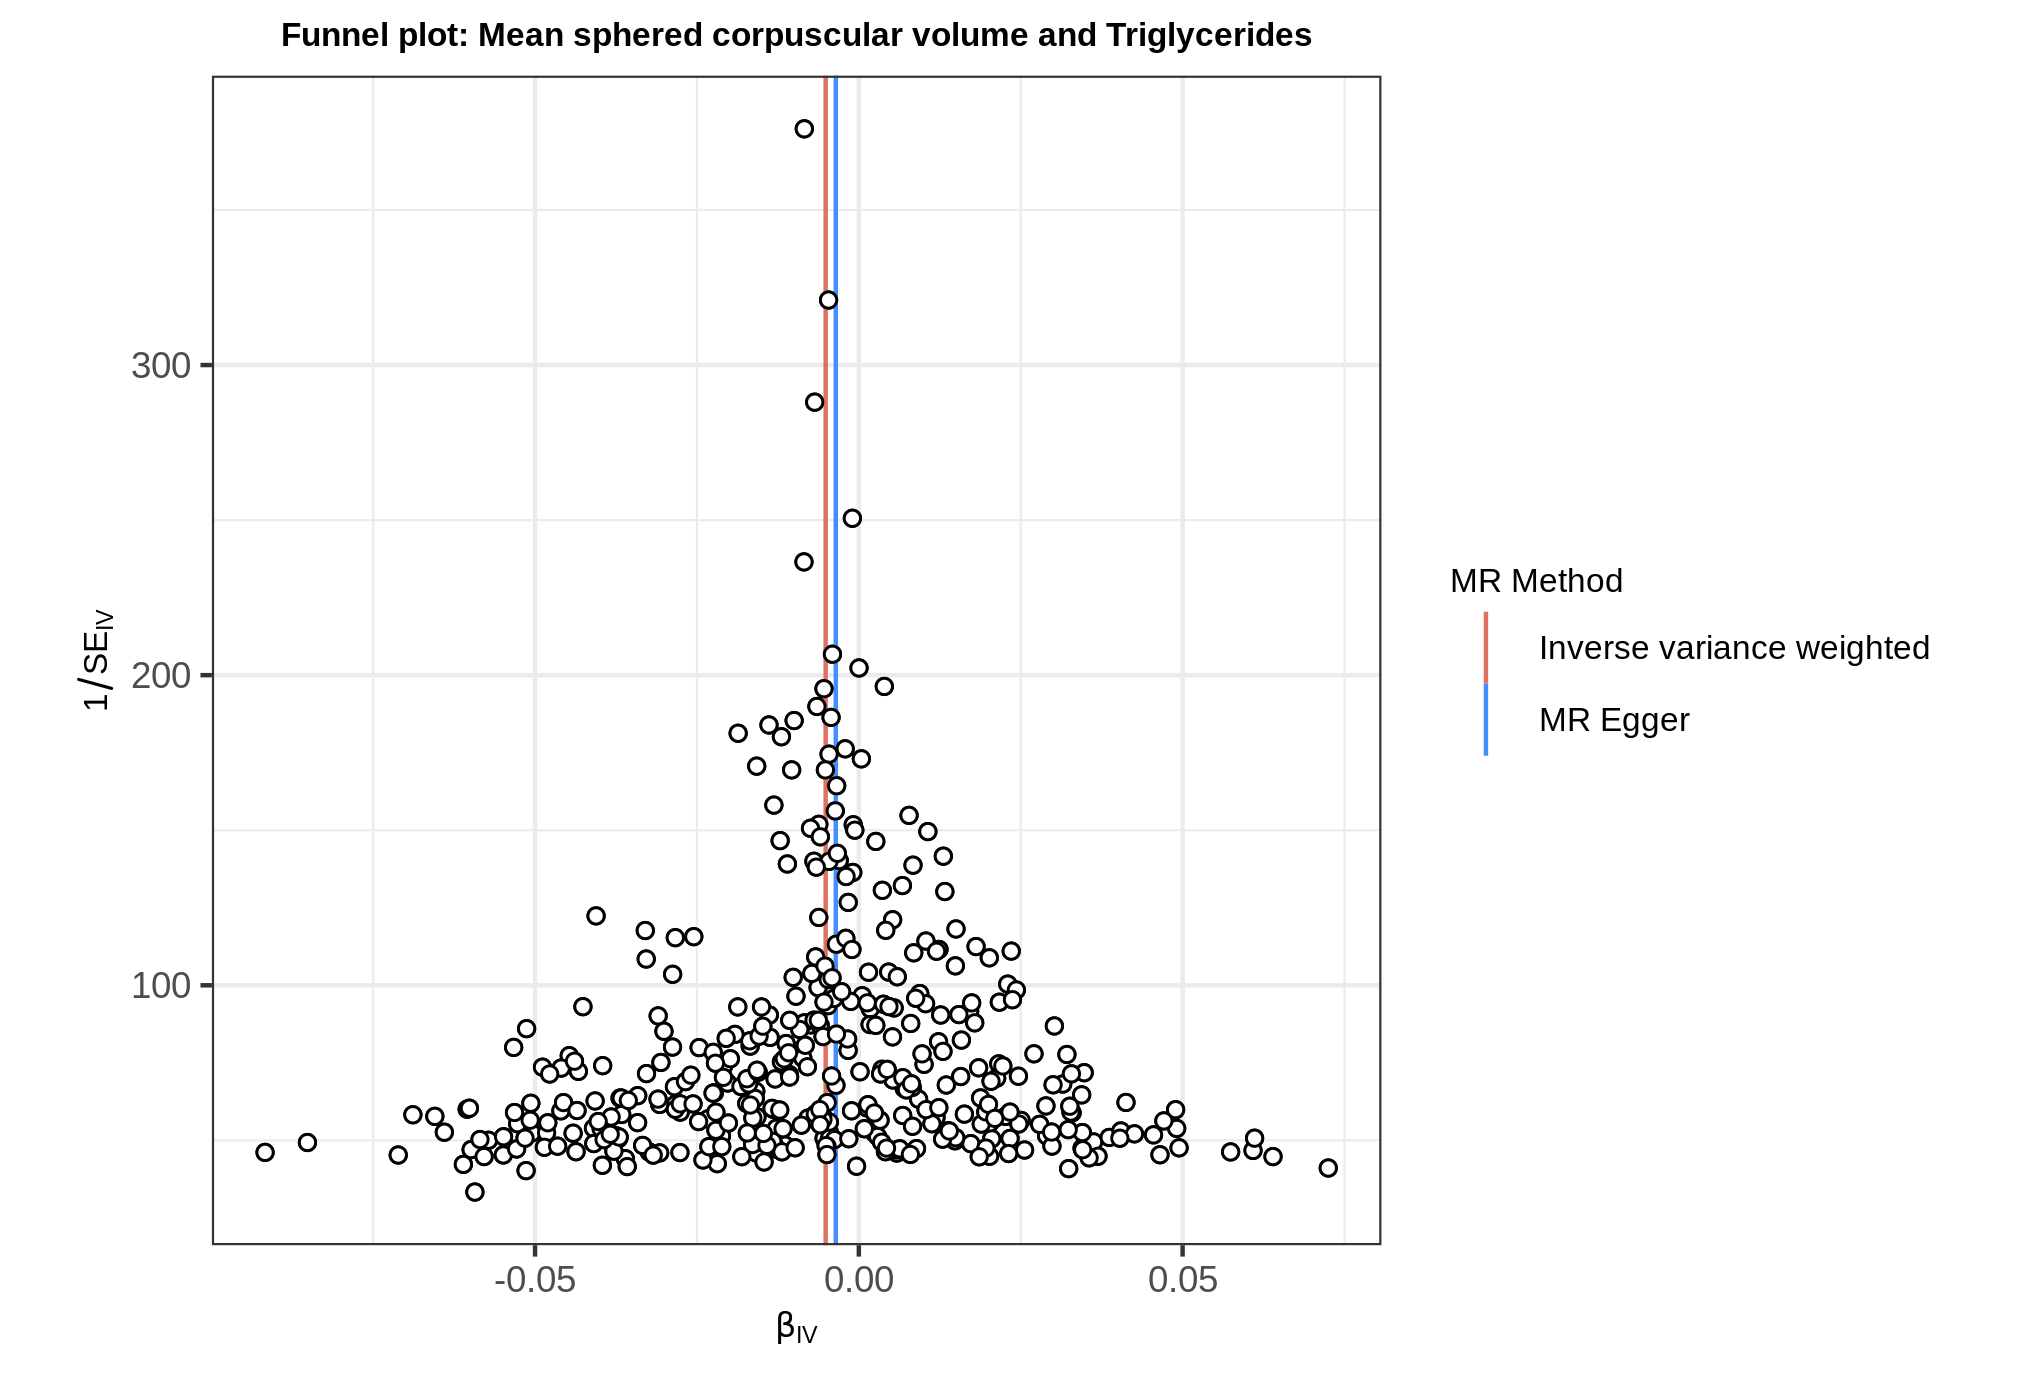 Funnel plot: Mean sphered corpuscular volume and Triglycerides
300
200
100
1/SE_IV
-0.05
0.00
0.05
β_IV
MR Method
Inverse variance weighted
MR Egger